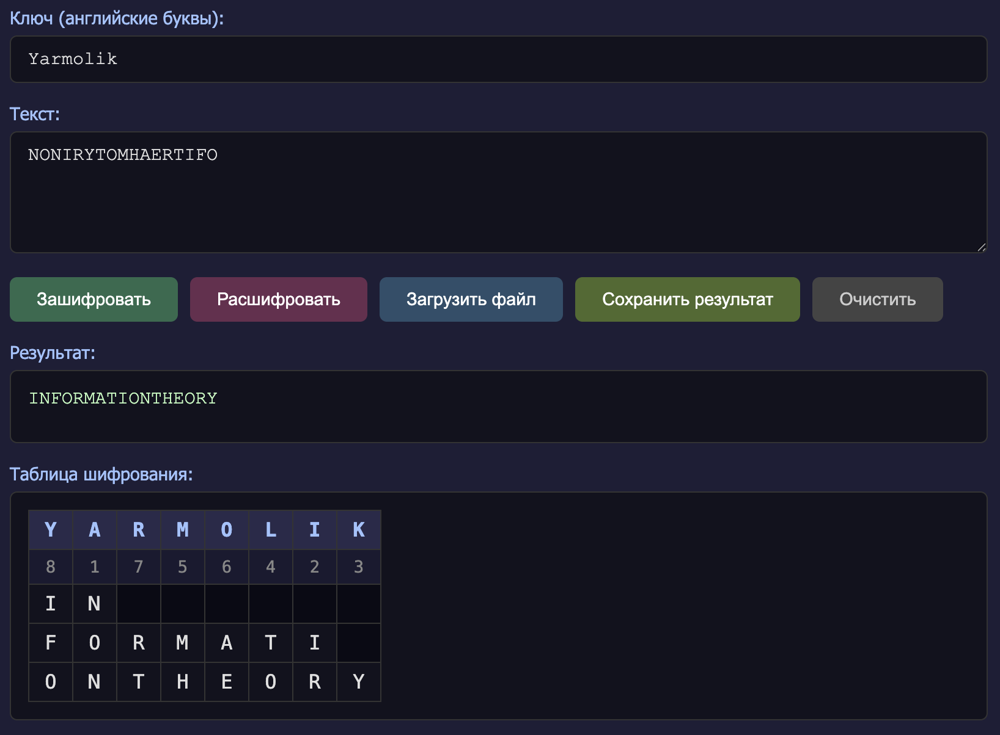 Ключ (английские буквы):
Yarmolik
Текст:
NONIRYTOMHAERTIFO
Зашифровать Расшифровать Загрузить файл Сохранить результат Очистить
Результат:
INFORMATIONTHEORY
Таблица шифрования:
Y A R M O L I K
8 1 7 5 6 4 2 3
I N
F O R M A T I
O N T H E O R Y